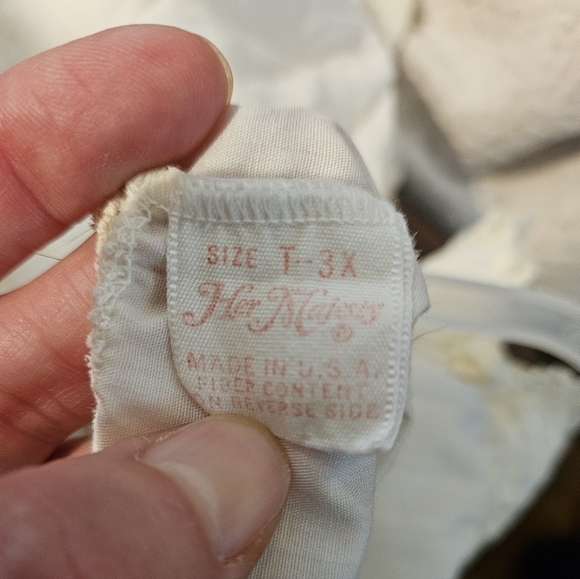 SIZE T-3X
Her Majesty ®
MADE IN U.S.A.
FIBER CONTENT
ON REVERSE SIDE